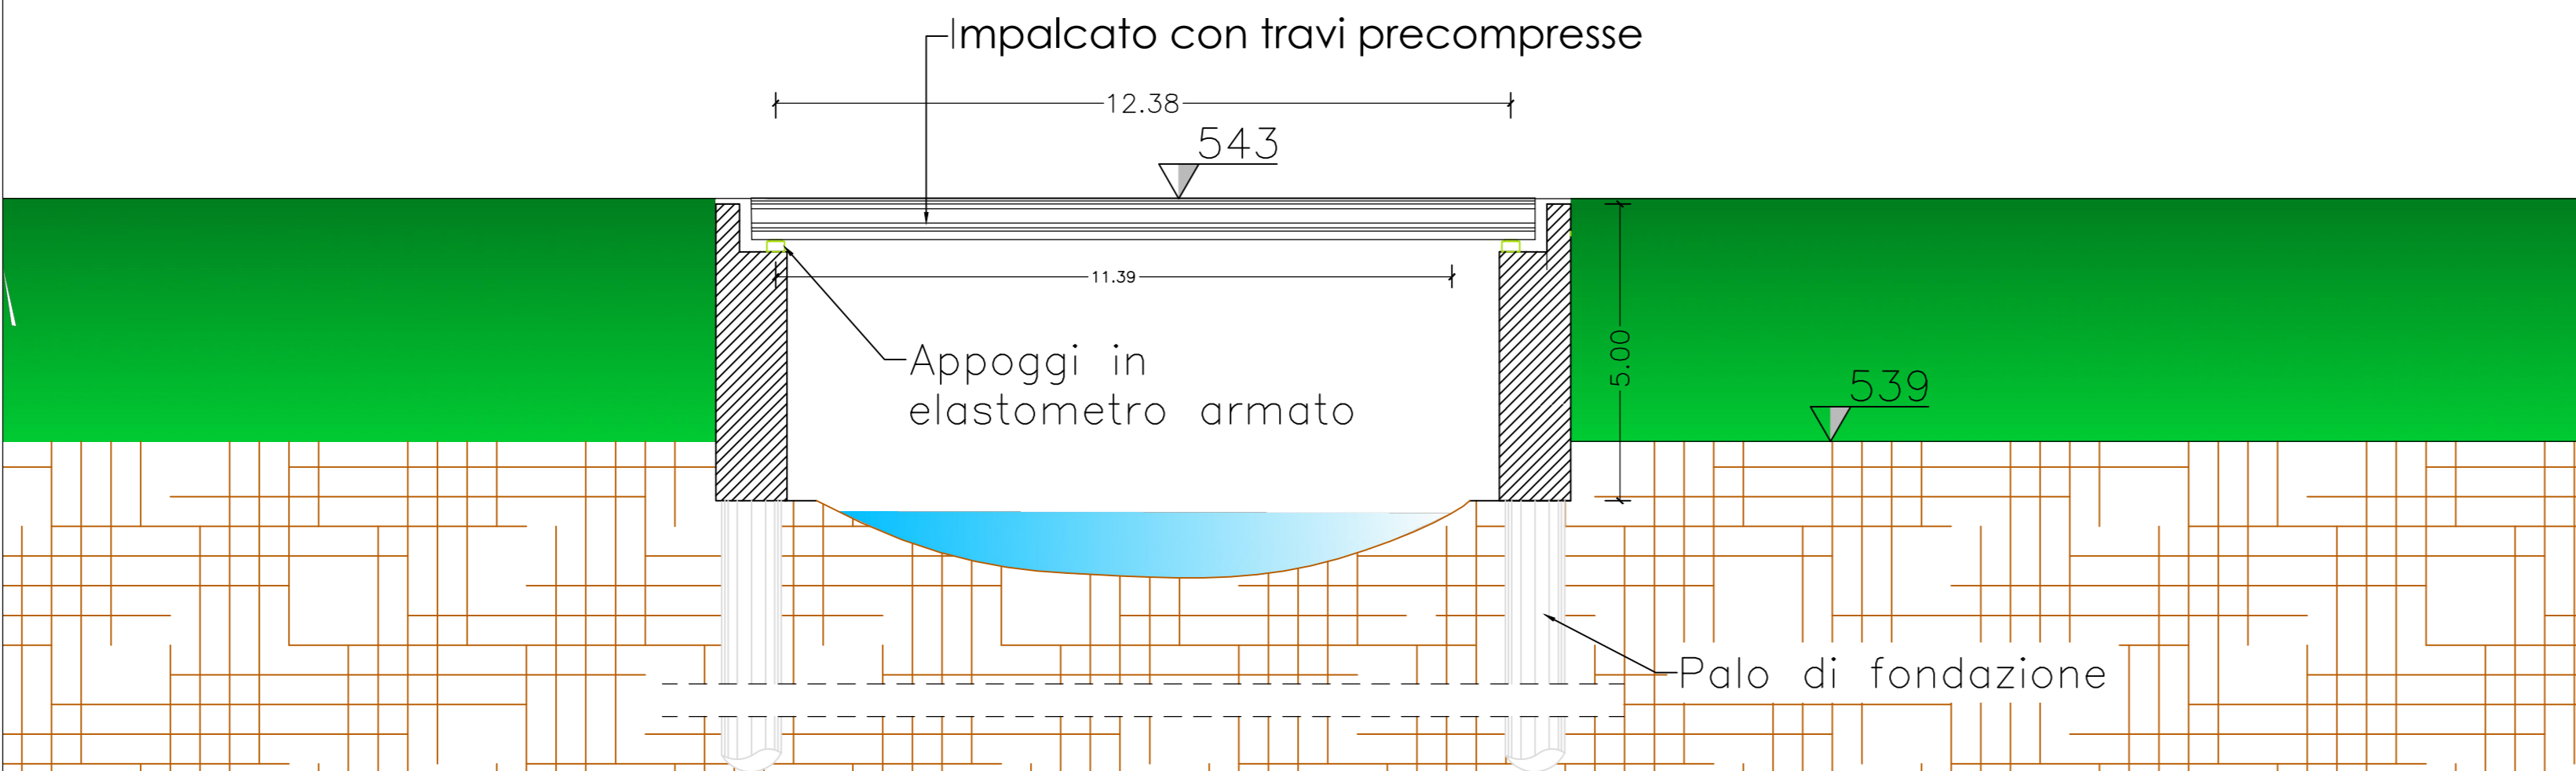 Impalcato con travi precompresse
12.38
543
11.39
Appoggi in
elastometro armato
5.00
539
Palo di fondazione